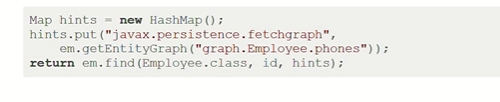 Map hints = new HashMap();
hints.put("javax.persistence.fetchgraph",
em.getEntityGraph("graph.Employee.phones"));
return em.find(Employee.class, id, hints);